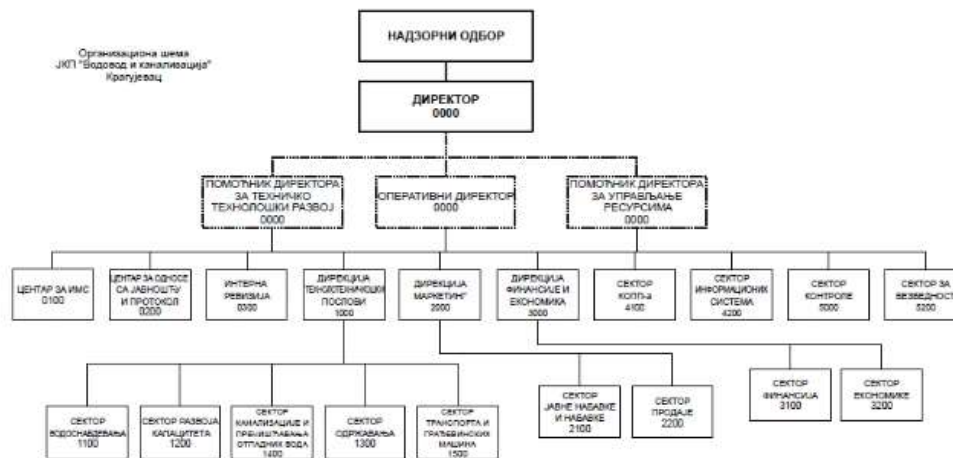 Организациона шема
ЈКП "Водовод и канализација"
Крагујевац
НАДЗОРНИ ОДБОР
ДИРЕКТОР
0000
ПОМОЋНИК ДИРЕКТОРА
ЗА ТЕХНИЧКО
ТЕХНОЛОШКИ РАЗВОЈ
0000
ОПЕРАТИВНИ ДИРЕКТОР
0000
ПОМОЋНИК ДИРЕКТОРА
ЗА УПРАВЉАЊЕ
РЕСУРСИМА
0000
ЦЕНТАР ЗА ИМС
0100
ЦЕНТАР ЗА ОДНОСЕ
СА ЈАВНОШЋУ
И ПРОТОКОЛ
0200
ИНТЕРНА
РЕВИЗИЈА
0300
ДИРЕКЦИЈА
ПОСЛОВИ
1000
ДИРЕКЦИЈА
МАРКЕТИНГ
2000
ДИРЕКЦИЈА
ФИНАНСИЈЕ И
ЕКОНОМИКА
3000
СЕКТОР
КОПП-а
4100
СЕКТОР
ИНФОРМАЦИОНИХ
СИСТЕМА
4200
СЕКТОР
КОНТРОЛЕ
5000
СЕКТОР ЗА
БЕЗБЕДНОСТ
5200
СЕКТОР
ВОДОСНАБДЕВАЊА
1100
СЕКТОР РАЗВОЈА
КАПАЦИТЕТА
1200
СЕКТОР
КАНАЛИЗАЦИЈЕ И
ПРЕЧИШЋАВАЊА
ОТПАДНИХ ВОДА
1400
СЕКТОР
ОДРЖАВАЊА
1300
СЕКТОР
ТРАНСПОРТА И
ГРАЂЕВИНСКИХ
МАШИНА
1500
СЕКТОР
ЈАВНЕ НАБАВКЕ
И НАБАВКЕ
2100
СЕКТОР
ПРОДАЈЕ
2200
СЕКТОР
ФИНАНСИЈА
3100
СЕКТОР
ЕКОНОМИКЕ
3200